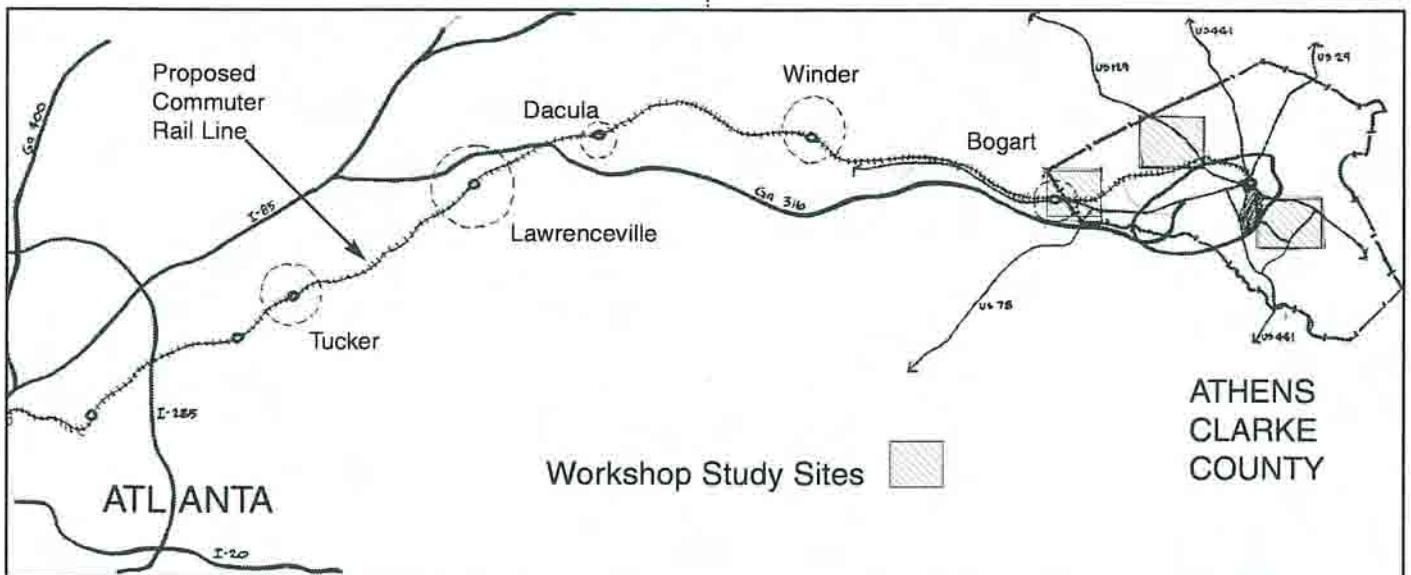 Proposed
Commuter
Rail Line
Ga 400
I-85
Dacula
Winder
Bogart
US 129
US 441
US 29
Lawrenceville
Ga 316
Tucker
US 78
US 441
I-285
ATLANTA
I-20
Workshop Study Sites
ATHENS
CLARKE
COUNTY